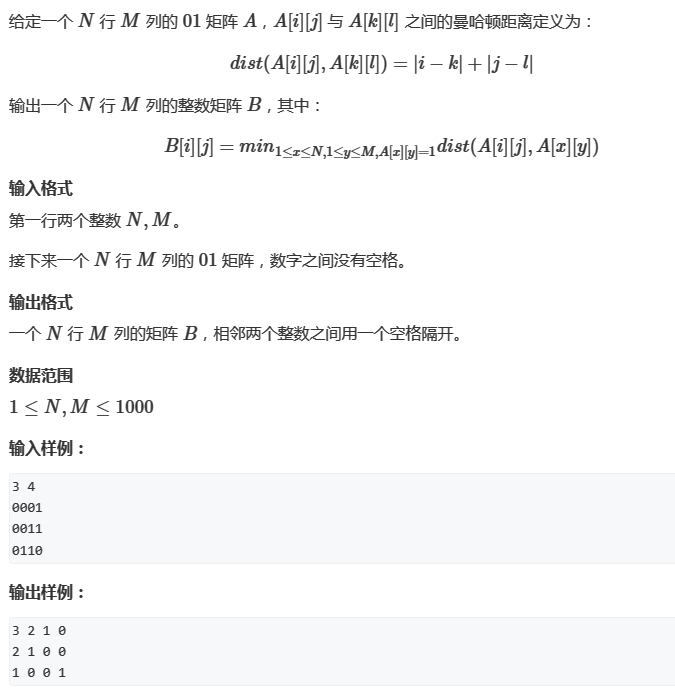 给定一个 N 行 M 列的 01 矩阵 A，A[i][j] 与 A[k][l] 之间的曼哈顿距离定义为：
dist(A[i][j], A[k][l]) = |i − k| + |j − l|
输出一个 N 行 M 列的整数矩阵 B，其中：
B[i][j] = min_{1≤x≤N,1≤y≤M,A[x][y]=1} dist(A[i][j], A[x][y])
输入格式
第一行两个整数 N, M。
接下来一个 N 行 M 列的 01 矩阵，数字之间没有空格。
输出格式
一个 N 行 M 列的矩阵 B，相邻两个整数之间用一个空格隔开。
数据范围
1 ≤ N, M ≤ 1000
输入样例：
3 4
0001
0011
0110
输出样例：
3 2 1 0
2 1 0 0
1 0 0 1